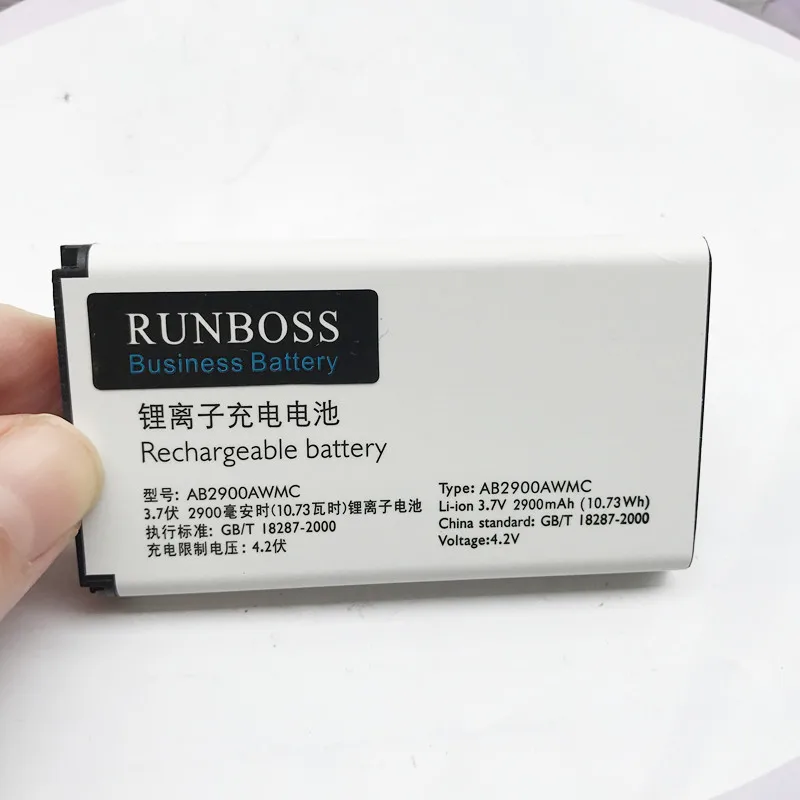 RUNBOSS
Business Battery
锂离子充电电池
Rechargeable battery
型号: AB2900AWMC
3.7伏 2900毫安时(10.73瓦时)锂离子电池
执行标准: GB/T 18287-2000
充电限制电压: 4.2伏
Type: AB2900AWMC
Li-ion 3.7V 2900mAh (10.73Wh)
China standard: GB/T 18287-2000
Voltage:4.2V